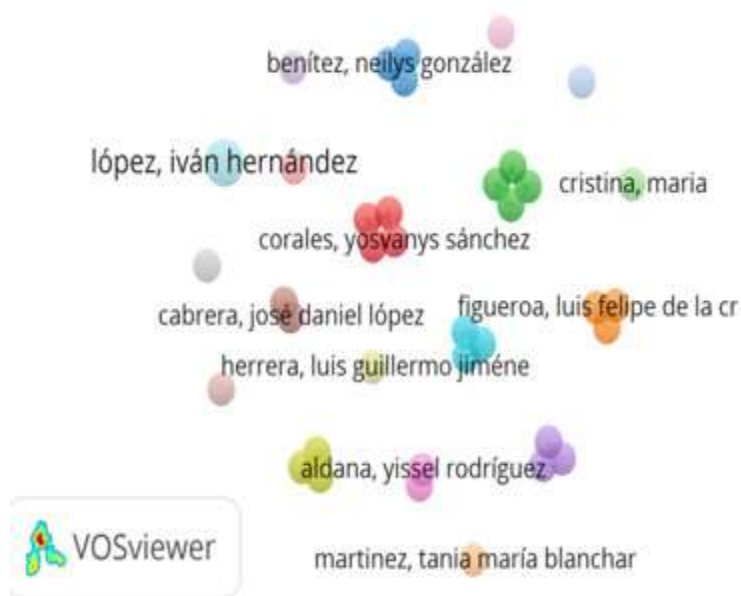 benítez, neilys gonzález
lópez, iván hernández
cristina, maria
corales, yosvanys sánchez
figueroa, luis felipe de la cr
cabrera, josé daniel lópez
herrera, luis guillermo jiméne
aldana, yissel rodríguez
martinez, tania maría blanchar
VOSviewer